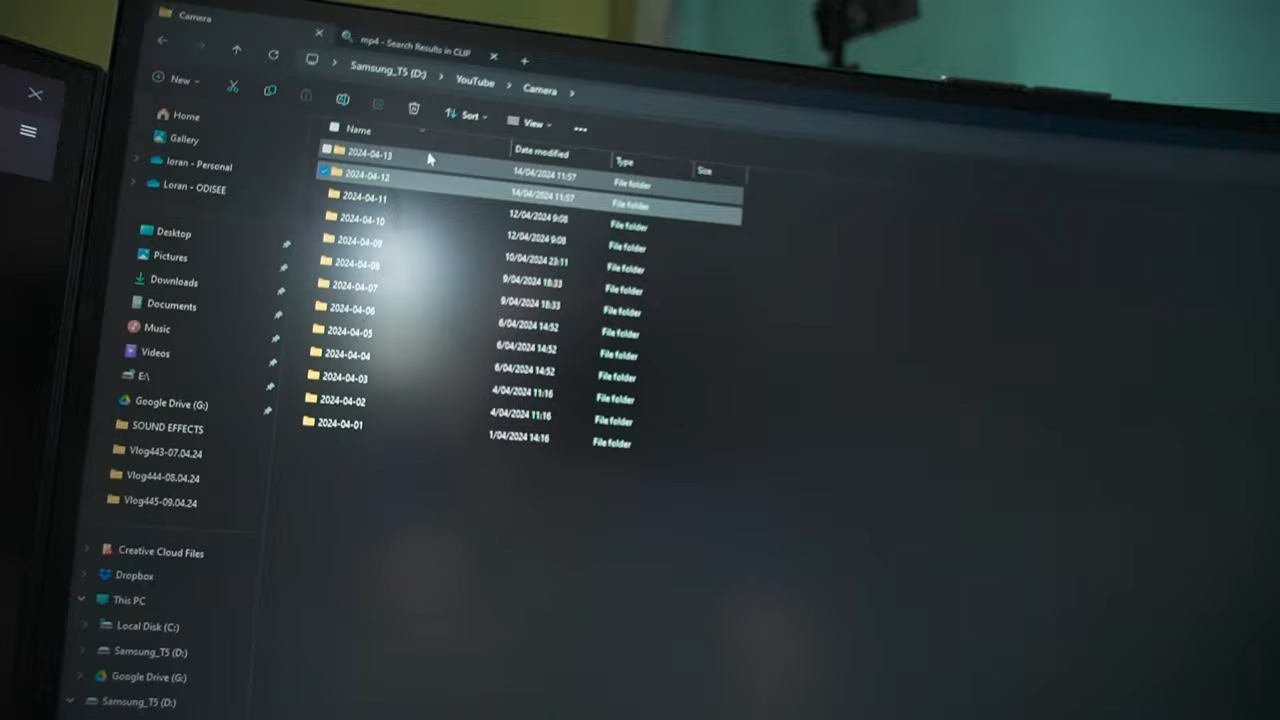 Camera
mp4 - Search Results in CLIP
Samsung_T5 (D:) > YouTube > Camera >
New
Sort
View
Name Date modified Type Size
2024-04-13 14/04/2024 11:57 File folder
2024-04-12 14/04/2024 11:57 File folder
2024-04-11 12/04/2024 9:08 File folder
2024-04-10 12/04/2024 9:08 File folder
2024-04-09 10/04/2024 23:11 File folder
2024-04-08 9/04/2024 18:33 File folder
2024-04-07 9/04/2024 18:33 File folder
2024-04-06 6/04/2024 14:52 File folder
2024-04-05 6/04/2024 14:52 File folder
2024-04-04 6/04/2024 14:52 File folder
2024-04-03 4/04/2024 11:16 File folder
2024-04-02 4/04/2024 11:16 File folder
2024-04-01 1/04/2024 14:16 File folder
Home
Gallery
loran - Personal
Loran - ODISEE
Desktop
Pictures
Downloads
Documents
Music
Videos
E:\
Google Drive (G:)
SOUND EFFECTS
Vlog443-07.04.24
Vlog444-08.04.24
Vlog445-09.04.24
Creative Cloud Files
Dropbox
This PC
Local Disk (C:)
Samsung_T5 (D:)
Google Drive (G:)
Samsung_T5 (D:)